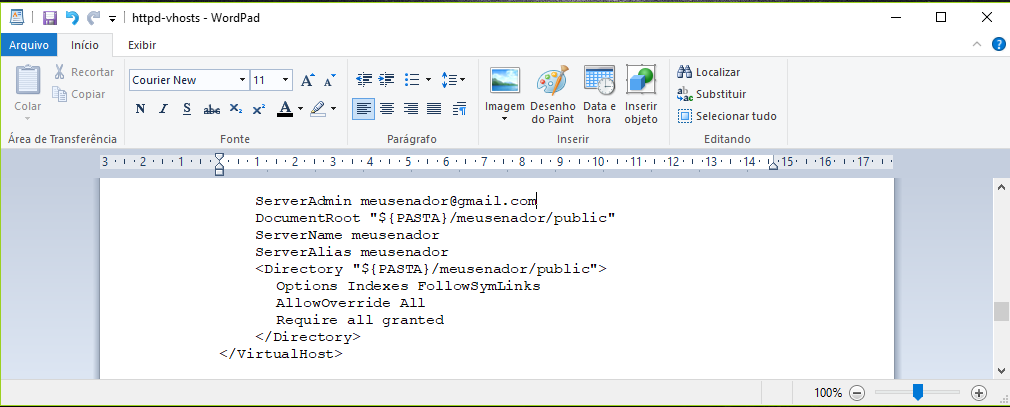 httpd-vhosts - WordPad
Arquivo Início Exibir
Colar
Recortar
Copiar
Área de Transferência
Courier New 11
N I S abc X₂ X² A
Fonte
Parágrafo
Imagem
Desenho do Paint
Data e hora
Inserir objeto
Inserir
Localizar
Substituir
Selecionar tudo
Editando
3 2 1 1 2 3 4 5 6 7 8 9 10 11 12 13 14 15 16 17
ServerAdmin meusenador@gmail.com
DocumentRoot "${PASTA}/meusenador/public"
ServerName meusenador
ServerAlias meusenador
<Directory "${PASTA}/meusenador/public">
Options Indexes FollowSymLinks
AllowOverride All
Require all granted
</Directory>
</VirtualHost>
100%